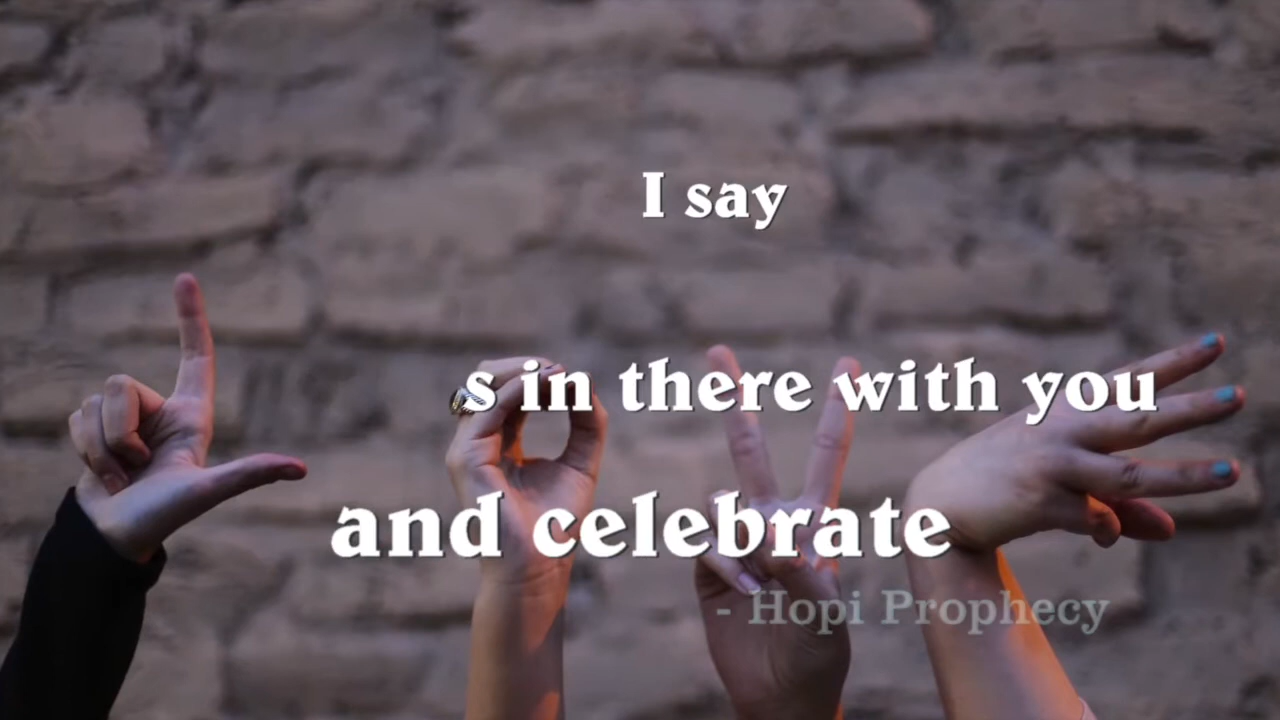 I say
s in there with you
and celebrate
- Hopi Prophecy